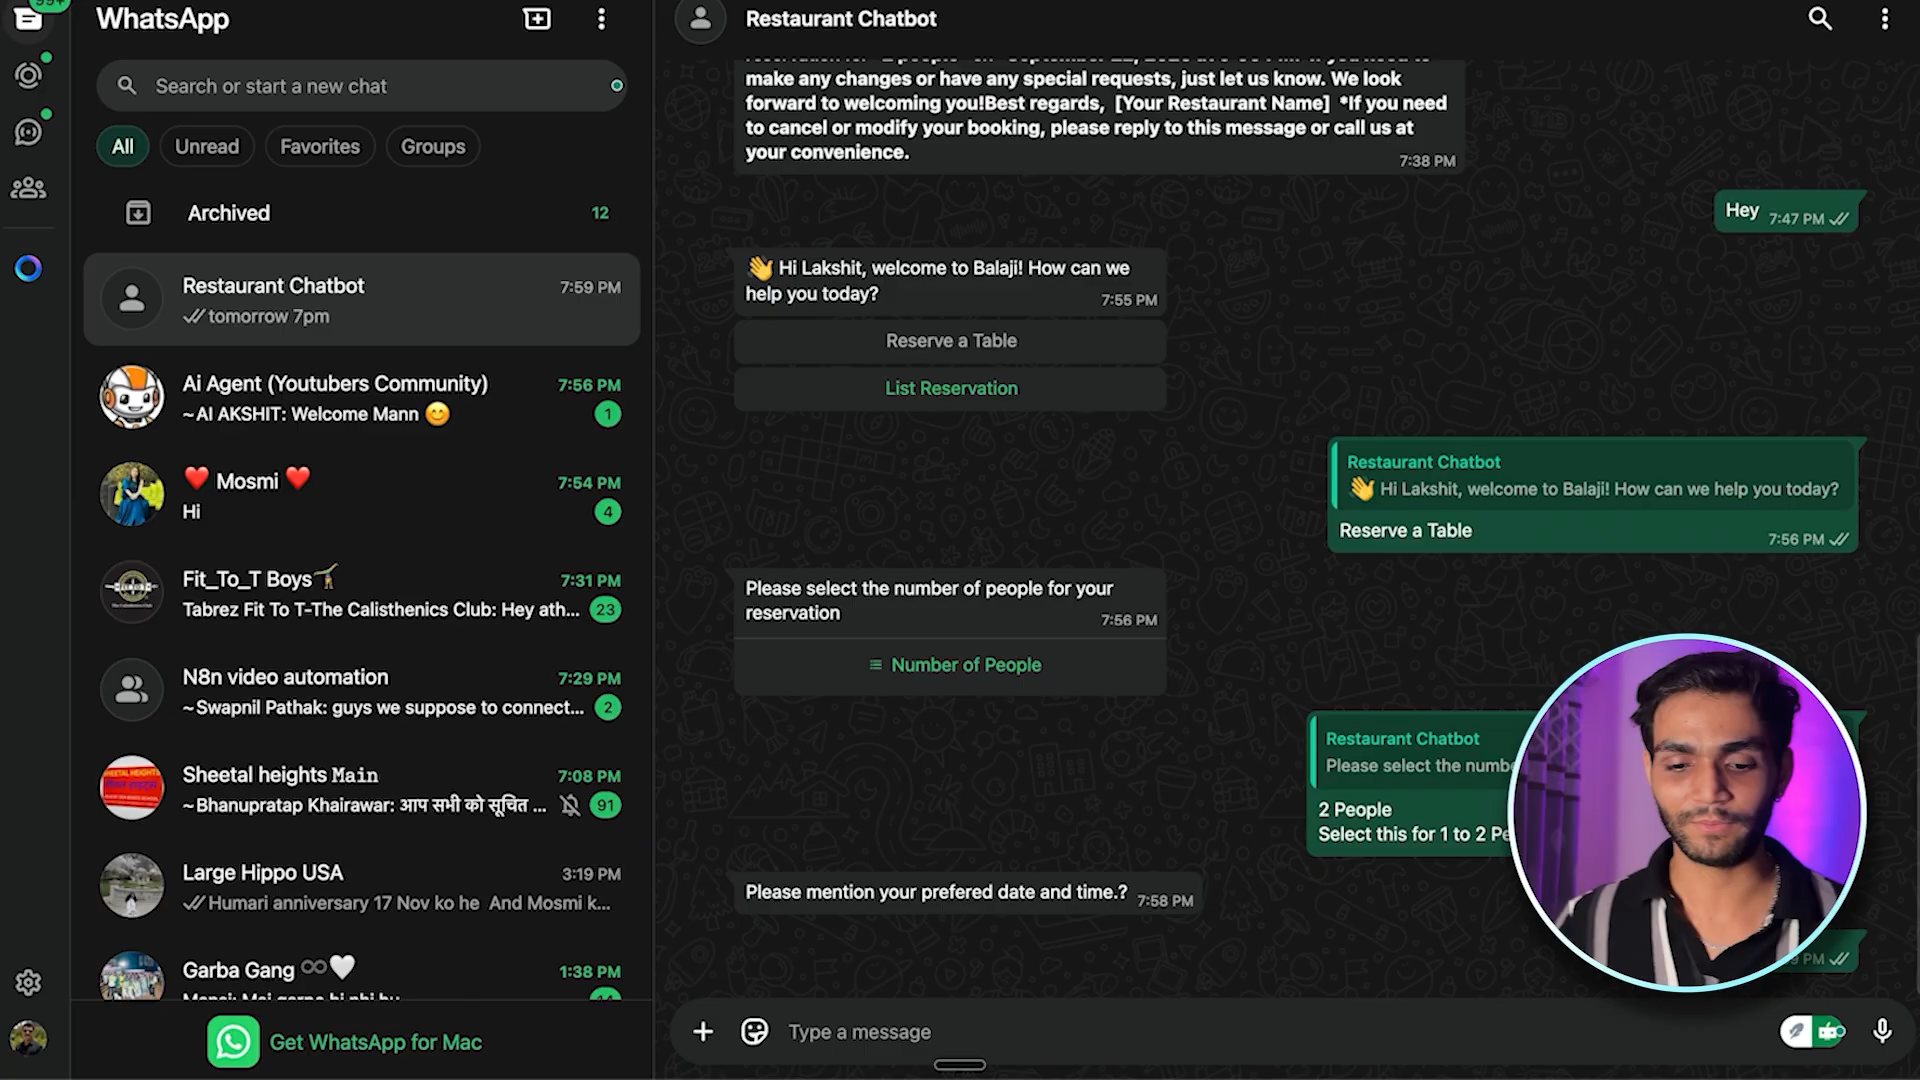 99+
WhatsApp
Search or start a new chat
All
Unread
Favorites
Groups
Archived
12
Restaurant Chatbot
7:59 PM
tomorrow 7pm
Ai Agent (Youtubers Community)
7:56 PM
~ AI AKSHIT: Welcome Mann 😊
1
❤️ Mosmi ❤️
7:54 PM
Hi
4
Fit_To_T Boys
7:31 PM
Tabrez Fit To T-The Calisthenics Club: Hey ath...
23
N8n video automation
7:29 PM
~ Swapnil Pathak: guys we suppose to connect...
2
Sheetal heights Main
7:08 PM
~ Bhanupratap Khairawar: आप सभी को सूचित ...
91
Large Hippo USA
3:19 PM
Humari anniversary 17 Nov ko he And Mosmi k...
Garba Gang ♾🤍
1:38 PM
Get WhatsApp for Mac
Restaurant Chatbot
make any changes or have any special requests, just let us know. We look
forward to welcoming you!Best regards, [Your Restaurant Name] *If you need
to cancel or modify your booking, please reply to this message or call us at
your convenience.
7:38 PM
Hey
7:47 PM
👋 Hi Lakshit, welcome to Balaji! How can we
help you today?
7:55 PM
Reserve a Table
List Reservation
Restaurant Chatbot
👋 Hi Lakshit, welcome to Balaji! How can we help you today?
Reserve a Table
7:56 PM
Please select the number of people for your
reservation
7:56 PM
Number of People
Restaurant Chatbot
Please select the numbe
2 People
Select this for 1 to 2 Pe
Please mention your prefered date and time.?
7:58 PM
PM
Type a message